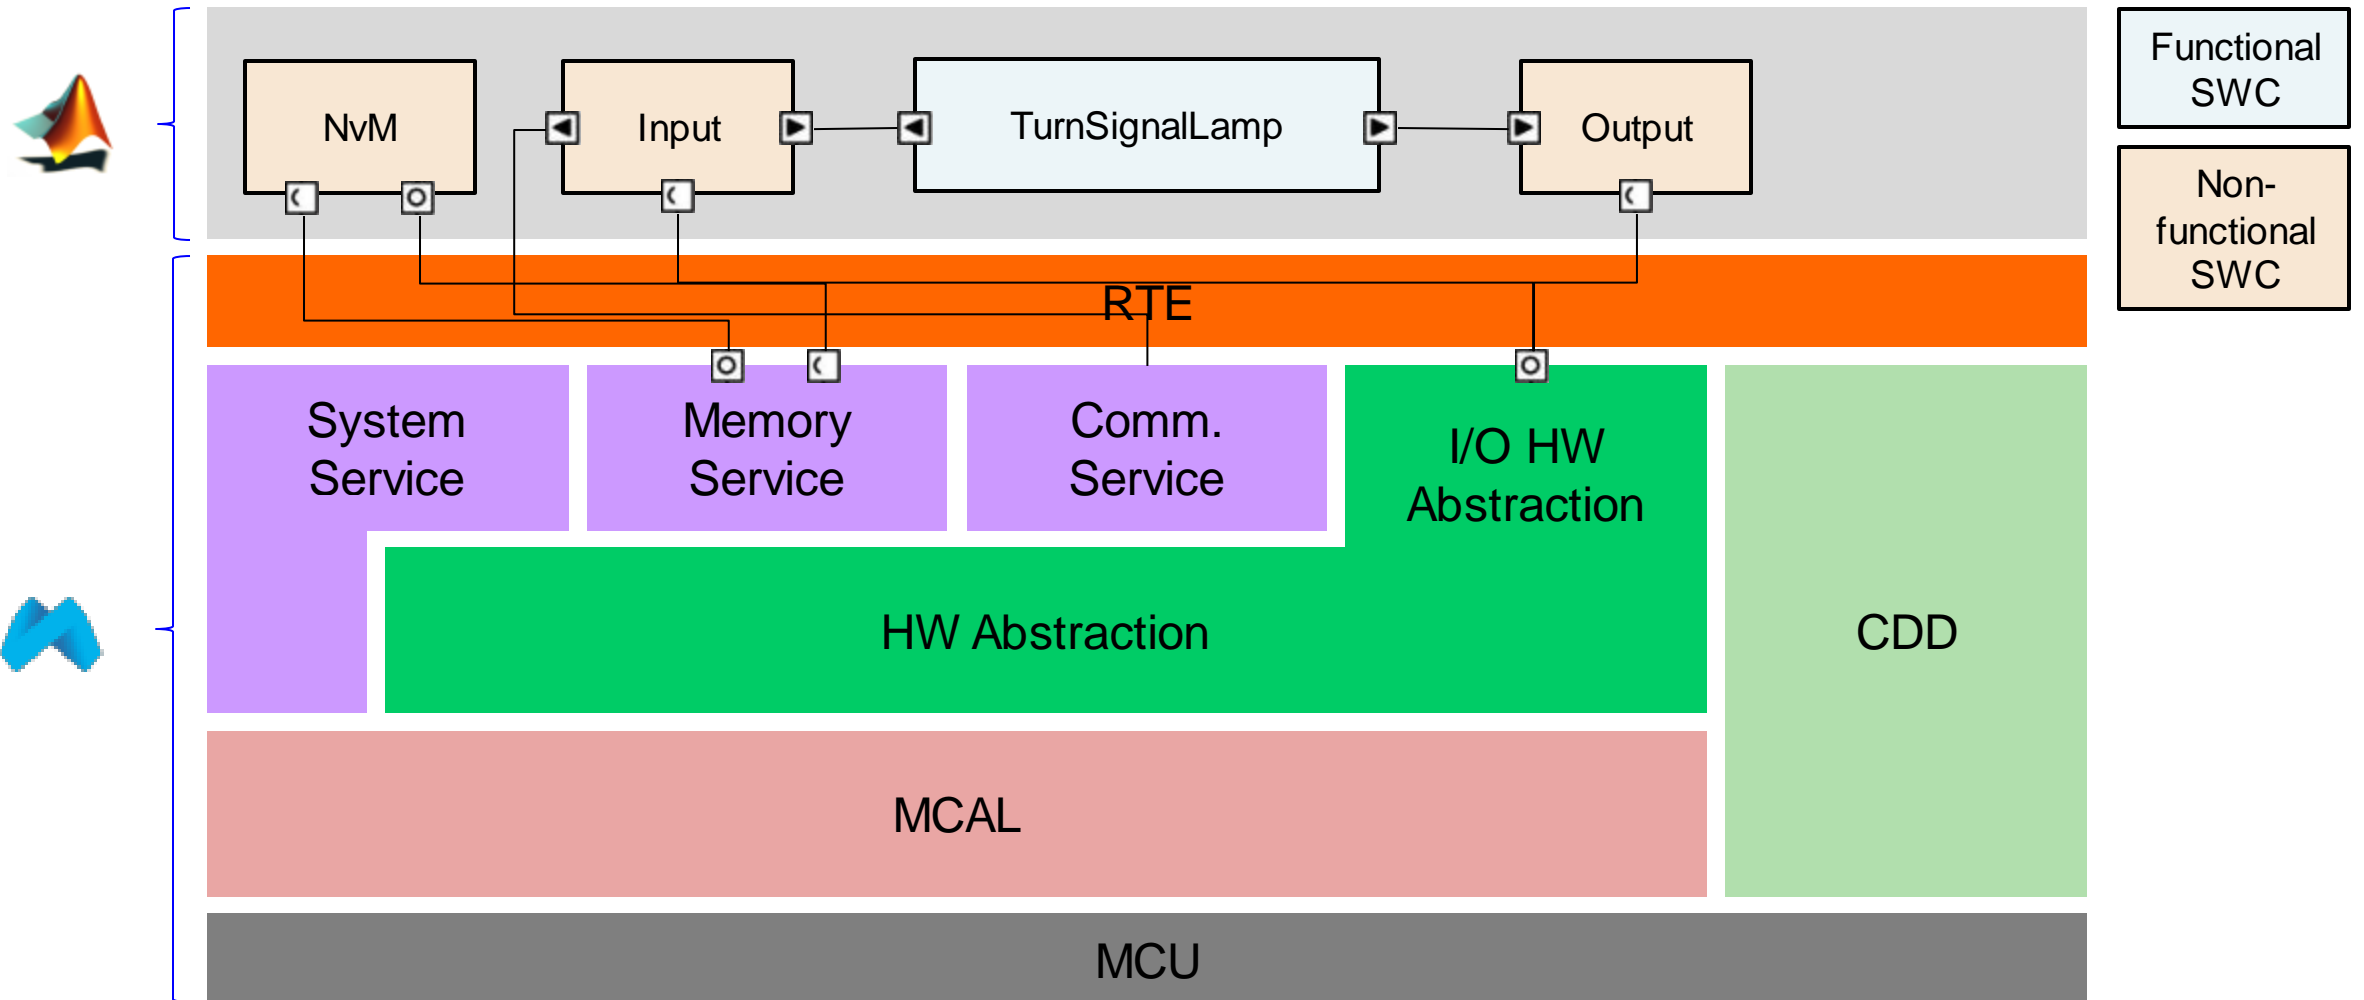 NvM
Input
TurnSignalLamp
Output
Functional
SWC
Non-
functional
SWC
RTE
System
Service
Memory
Service
Comm.
Service
I/O HW
Abstraction
HW Abstraction
CDD
MCAL
MCU